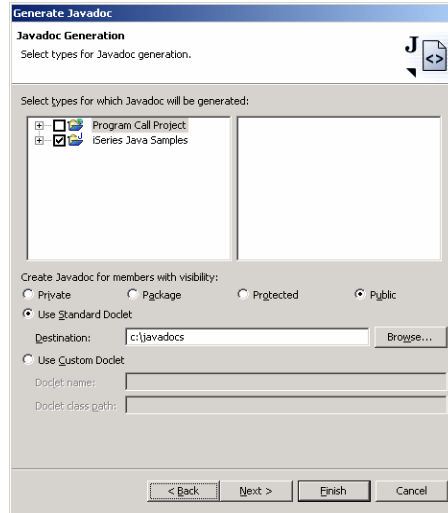 Generate Javadoc
Javadoc Generation
Select types for Javadoc generation.
Select types for which Javadoc will be generated:
Program Call Project
iSeries Java Samples
Create Javadoc for members with visibility:
Private Package Protected Public
Use Standard Doclet
Destination: c:\javadocs Browse...
Use Custom Doclet
Doclet name:
Doclet class path:
< Back Next > Finish Cancel